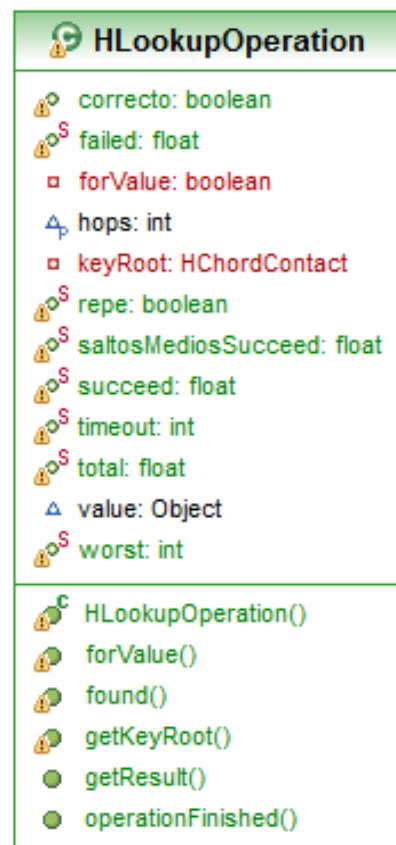 HLookupOperation
correcto: boolean
failed: float
forValue: boolean
hops: int
keyRoot: HChordContact
repe: boolean
saltosMediosSucceed: float
succeed: float
timeout: int
total: float
value: Object
worst: int
HLookupOperation()
forValue()
found()
getKeyRoot()
getResult()
operationFinished()